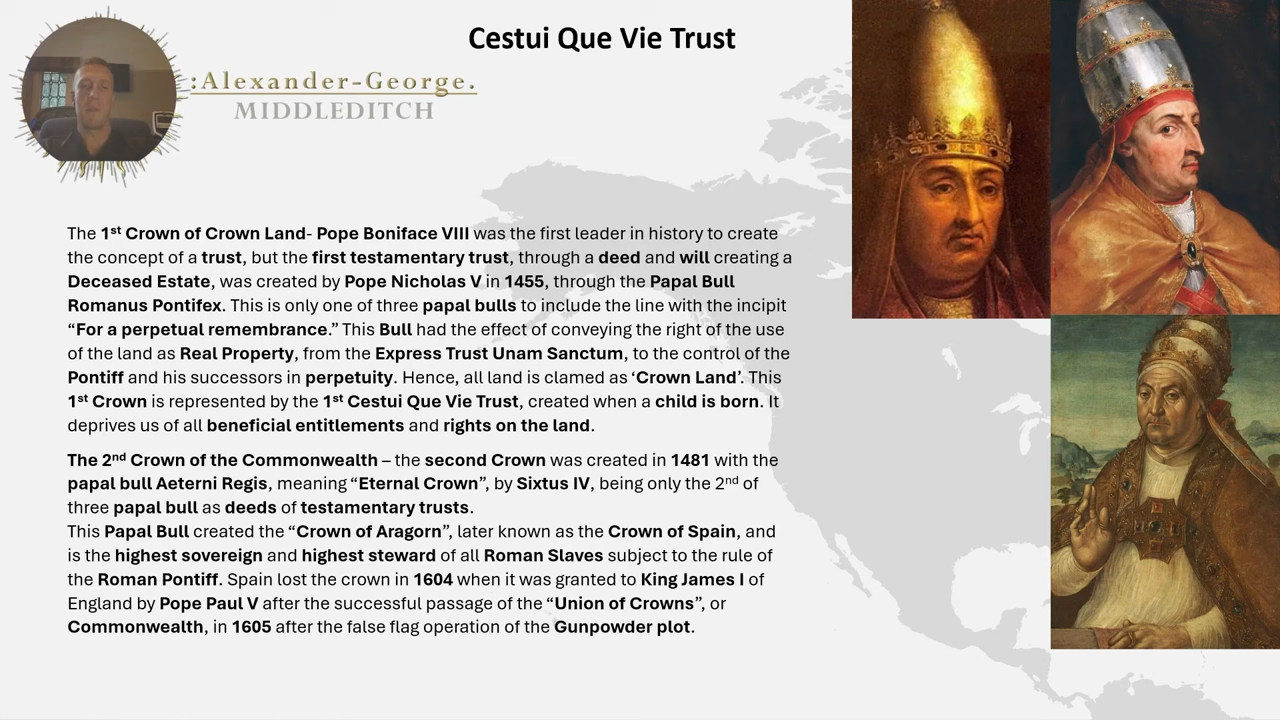 Cestui Que Vie Trust
:Alexander-George.
MIDDLEDITCH
The 1st Crown of Crown Land- Pope Boniface VIII was the first leader in history to create
the concept of a trust, but the first testamentary trust, through a deed and will creating a
Deceased Estate, was created by Pope Nicholas V in 1455, through the Papal Bull
Romanus Pontifex. This is only one of three papal bulls to include the line with the incipit
“For a perpetual remembrance.” This Bull had the effect of conveying the right of the use
of the land as Real Property, from the Express Trust Unam Sanctum, to the control of the
Pontiff and his successors in perpetuity. Hence, all land is clamed as ‘Crown Land’. This
1st Crown is represented by the 1st Cestui Que Vie Trust, created when a child is born. It
deprives us of all beneficial entitlements and rights on the land.
The 2nd Crown of the Commonwealth – the second Crown was created in 1481 with the
papal bull Aeterni Regis, meaning “Eternal Crown”, by Sixtus IV, being only the 2nd of
three papal bull as deeds of testamentary trusts.
This Papal Bull created the “Crown of Aragorn”, later known as the Crown of Spain, and
is the highest sovereign and highest steward of all Roman Slaves subject to the rule of
the Roman Pontiff. Spain lost the crown in 1604 when it was granted to King James I of
England by Pope Paul V after the successful passage of the “Union of Crowns”, or
Commonwealth, in 1605 after the false flag operation of the Gunpowder plot.